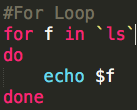 #For Loop
for f in `ls`
do
    echo $f
done